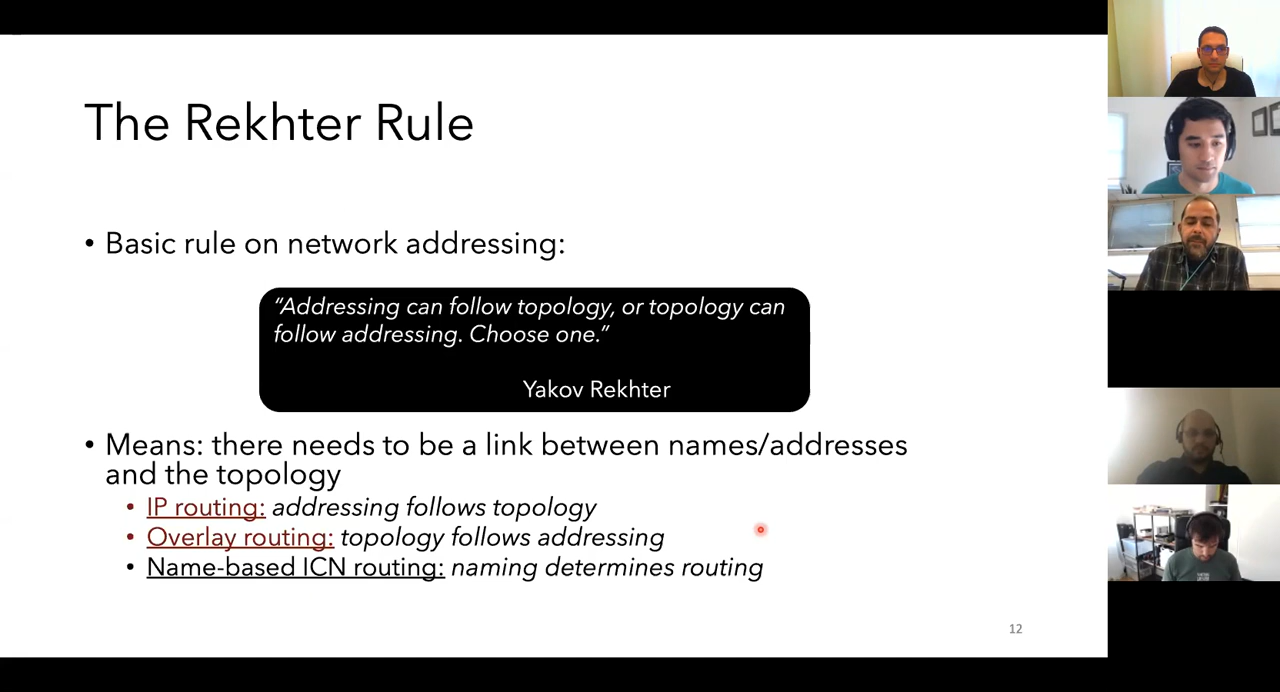 The Rekhter Rule
• Basic rule on network addressing:
“Addressing can follow topology, or topology can
follow addressing. Choose one.”
Yakov Rekhter
• Means: there needs to be a link between names/addresses
and the topology
• IP routing: addressing follows topology
• Overlay routing: topology follows addressing
• Name-based ICN routing: naming determines routing
12